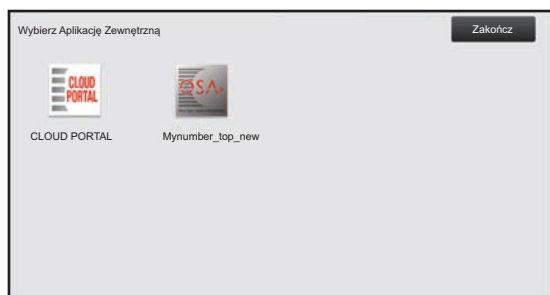 Wybierz Aplikację Zewnętrzną
Zakończ
CLOUD
PORTAL
OSA
CLOUD PORTAL
Mynumber_top_new